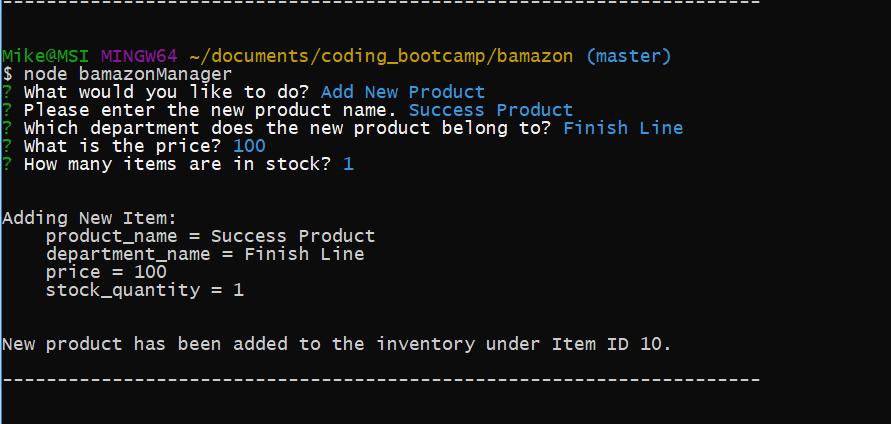 ---------------------------------------------------------------------
Mike@MSI MINGW64 ~/documents/coding_bootcamp/bamazon (master)
$ node bamazonManager
? What would you like to do? Add New Product
? Please enter the new product name. Success Product
? Which department does the new product belong to? Finish Line
? What is the price? 100
? How many items are in stock? 1
Adding New Item:
    product_name = Success Product
    department_name = Finish Line
    price = 100
    stock_quantity = 1
New product has been added to the inventory under Item ID 10.
---------------------------------------------------------------------